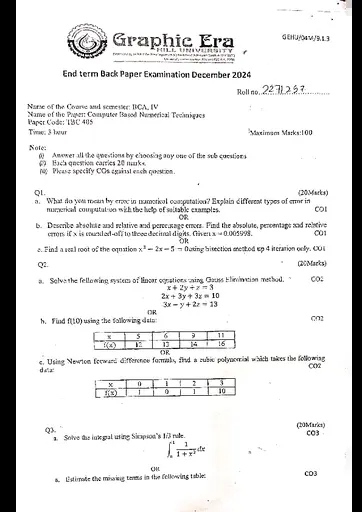 GEHU/04M/9.1.3
Graphic Era
HILL UNIVERSITY
End term Back Paper Examination December 2024
Roll no. 2271257
Name of the Course and semester: BCA, IV
Name of the Paper: Computer Based Numerical Techniques
Paper Code: TBC 405
Time: 3 hour Maximum Marks:100
Note:
(i) Answer all the questions by choosing any one of the sub questions
(ii) Each question carries 20 marks.
(iii) Please specify COs against each question.
Q1. (20Marks)
a. What do you mean by error in numerical computation? Explain different types of error in
numerical computation with the help of suitable examples. CO1
OR
b. Describe absolute and relative and percentage errors. Find the absolute, percentage and relative
errors if x is rounded-off to three decimal digits. Given x = 0.005998. CO1
OR
c. Find a real root of the equation x³ − 2x − 5 = 0 using bisection method up 4 iteration only. CO1
Q2. (20Marks)
a. Solve the following system of linear equations using Gauss Elimination method. CO2
x + 2y + z = 3
2x + 3y + 3z = 10
3x − y + 2z = 13
OR
b. Find f(10) using the following data: CO2
x 5 6 9 11
f(x) 12 13 14 16
OR
c. Using Newton forward difference formula, find a cubic polynomial which takes the following
data: CO2
x 0 1 2 3
f(x) 1 0 1 10
Q3. (20Marks)
a. Solve the integral using Simpson's 1/3 rule. CO3
1
dx
1 + x²
OR
a. Estimate the missing terms in the following table: CO3